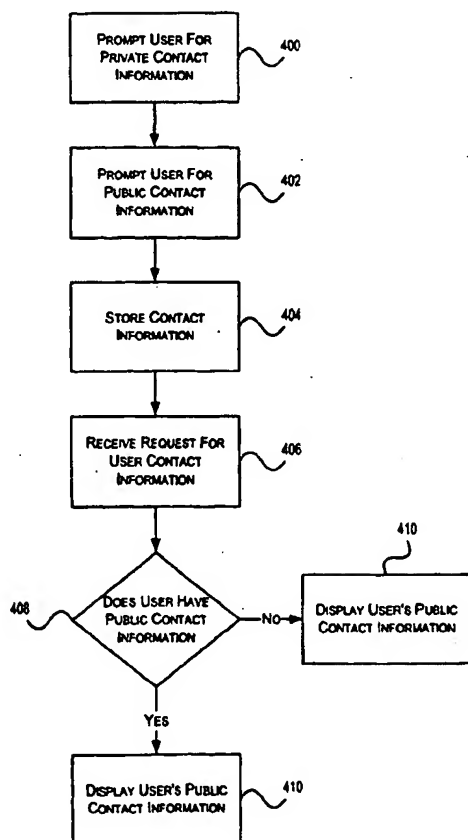 PROMPT USER FOR
PRIVATE CONTACT
INFORMATION
400
PROMPT USER FOR
PUBLIC CONTACT
INFORMATION
402
STORE CONTACT
INFORMATION
404
RECEIVE REQUEST FOR
USER CONTACT
INFORMATION
406
DOES USER HAVE
PUBLIC CONTACT
INFORMATION
408
NO
410
DISPLAY USER'S PUBLIC
CONTACT INFORMATION
YES
DISPLAY USER'S PUBLIC
CONTACT INFORMATION
410